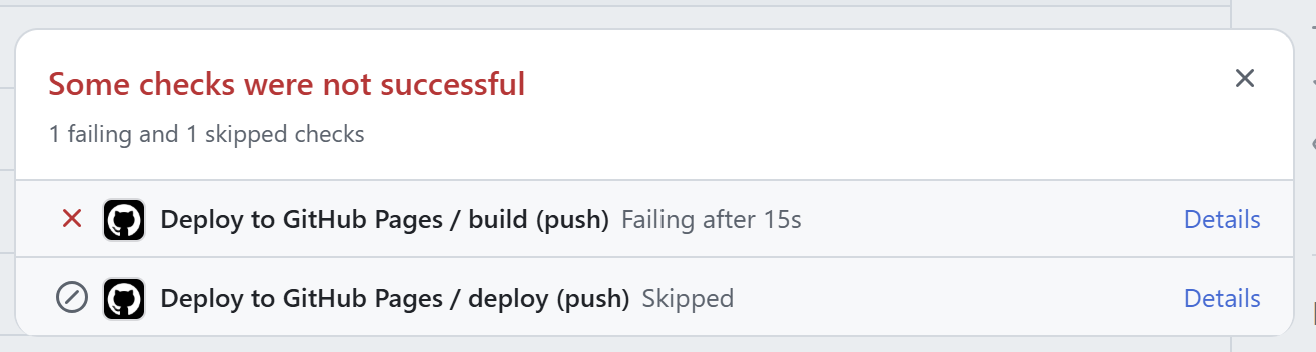 Some checks were not successful
1 failing and 1 skipped checks
Deploy to GitHub Pages / build (push) Failing after 15s Details
Deploy to GitHub Pages / deploy (push) Skipped Details